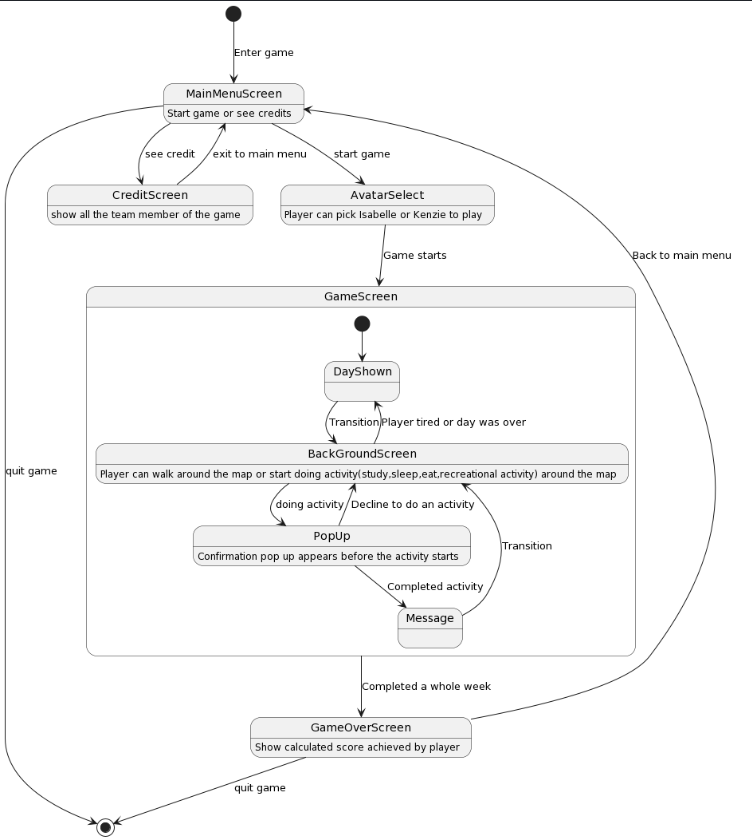 Enter game
MainMenuScreen
Start game or see credits
see credit
exit to main menu
start game
CreditScreen
show all the team member of the game
AvatarSelect
Player can pick Isabelle or Kenzie to play
Game starts
Back to main menu
GameScreen
DayShown
Transition
Player tired or day was over
BackGroundScreen
Player can walk around the map or start doing activity(study,sleep,eat,recreational activity) around the map
quit game
doing activity
Decline to do an activity
PopUp
Confirmation pop up appears before the activity starts
Transition
Completed activity
Message
Completed a whole week
GameOverScreen
Show calculated score achieved by player
quit game